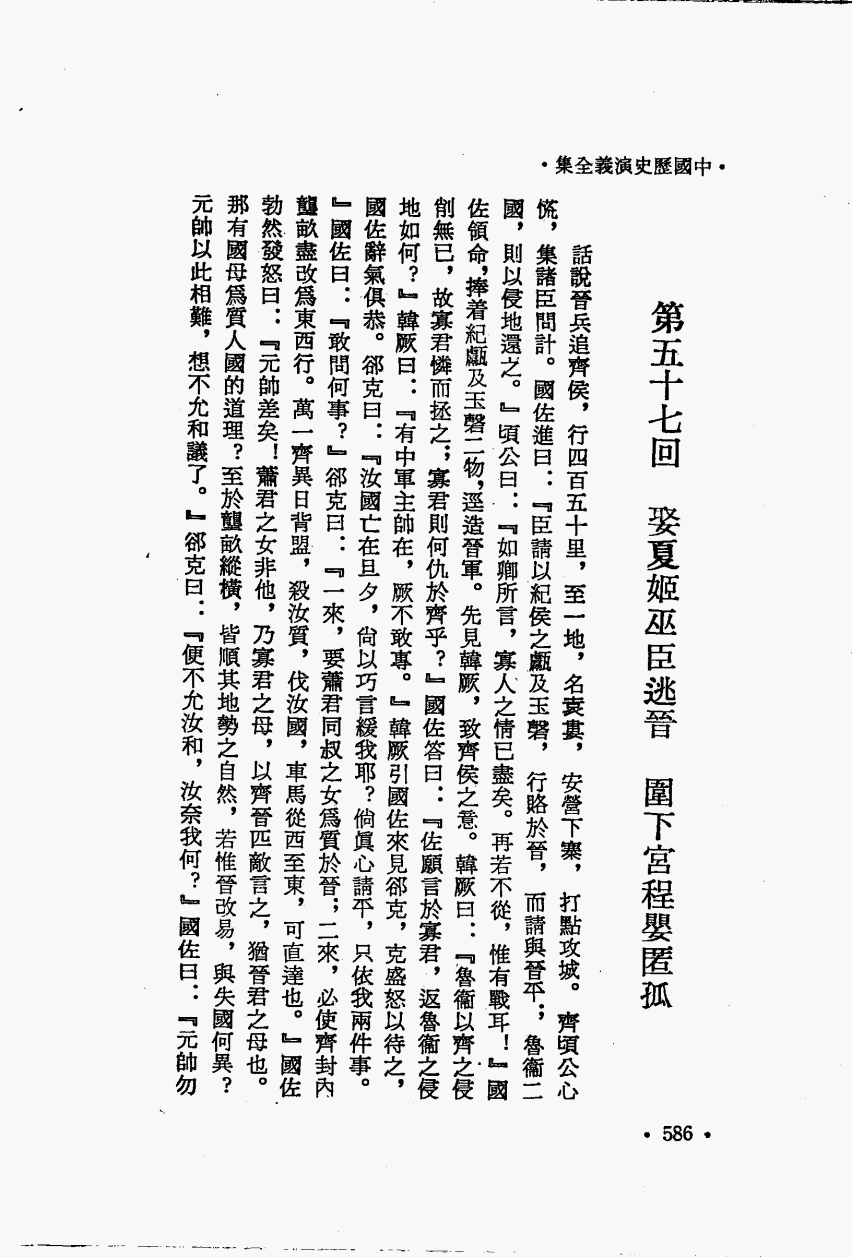 ·中國歷史演義全集·
第五十七回　娶夏姬巫臣逃晉　圍下宮程嬰匿孤
話說晉兵追齊侯，行四百五十里，至一地，名袁婁，安營下寨，打點攻城。齊頃公心
慌，集諸臣問計。國佐進曰：『臣請以紀侯之甗及玉磬，行賂於晉，而請與晉平；魯衞二
國，則以侵地還之。』頃公曰：『如卿所言，寡人之情已盡矣。再若不從，惟有戰耳！』國
佐領命，捧着紀甗及玉磬二物，逕造晉軍。先見韓厥，致齊侯之意。韓厥曰：『魯衞以齊之侵
削無已，故寡君憐而拯之；寡君則何仇於齊乎？』國佐答曰：『佐願言於寡君，返魯衞之侵
地如何？』韓厥曰：『有中軍主帥在，厥不敢專。』韓厥引國佐來見郤克，克盛怒以待之，
國佐辭氣俱恭。郤克曰：『汝國亡在旦夕，尙以巧言緩我耶？倘眞心請平，只依我兩件事。
』國佐曰：『敢問何事？』郤克曰：『一來，要蕭君同叔之女爲質於晉；二來，必使齊封內
壟畝盡改爲東西行。萬一齊異日背盟，殺汝質，伐汝國，車馬從西至東，可直達也。』國佐
勃然發怒曰：『元帥差矣！蕭君之女非他，乃寡君之母，以齊晉匹敵言之，猶晉君之母也。
那有國母爲質人國的道理？至於壟畝縱橫，皆順其地勢之自然，若惟晉改易，與失國何異？
元帥以此相難，想不允和議了。』郤克曰：『便不允汝和，汝奈我何？』國佐曰：『元帥勿
·586·